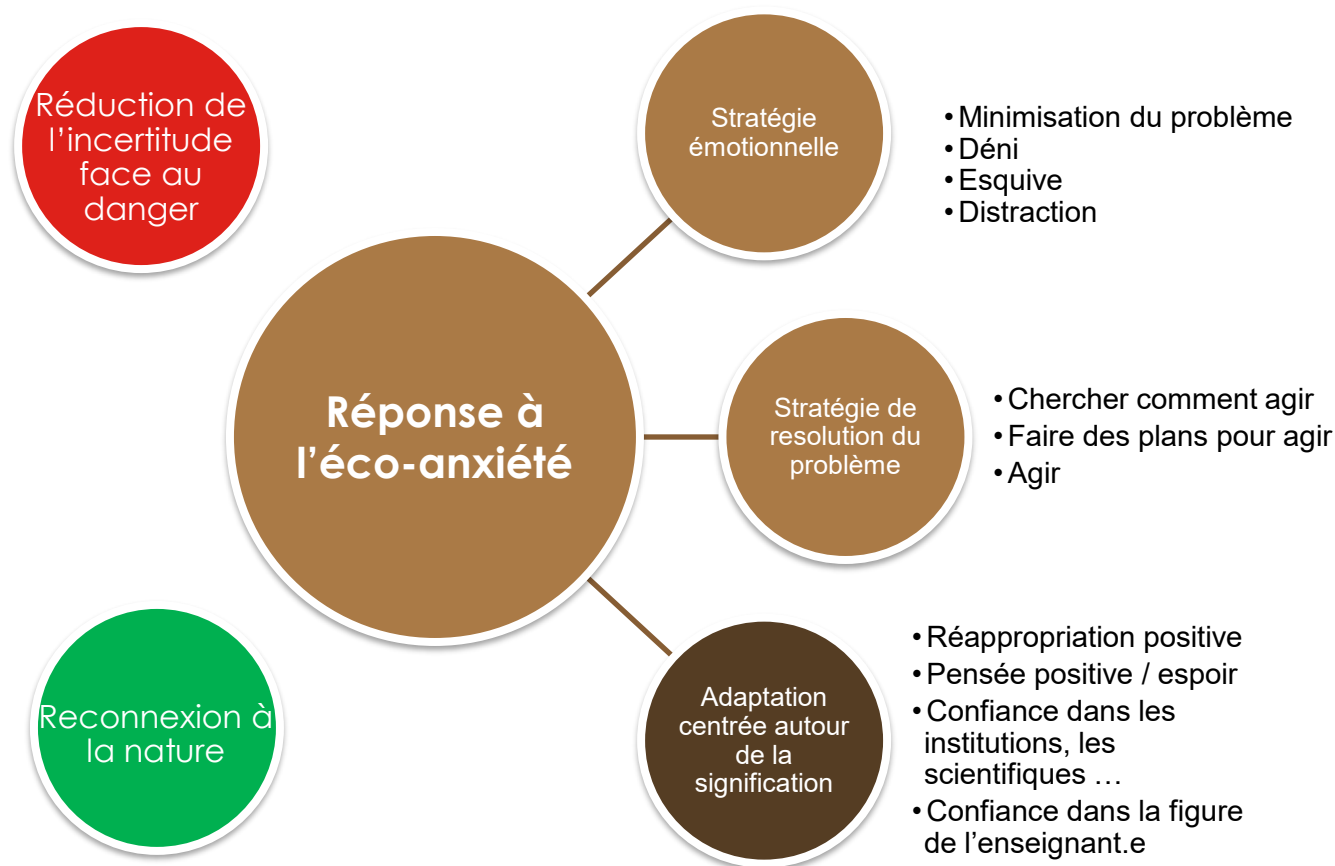 Réduction de
l'incertitude
face au
danger
Stratégie
émotionnelle
• Minimisation du problème
• Déni
• Esquive
• Distraction
Réponse à
l'éco-anxiété
Stratégie de
resolution du
problème
• Chercher comment agir
• Faire des plans pour agir
• Agir
Reconnexion à
la nature
Adaptation
centrée autour
de la
signification
• Réappropriation positive
• Pensée positive / espoir
• Confiance dans les
institutions, les
scientifiques …
• Confiance dans la figure
de l'enseignant.e